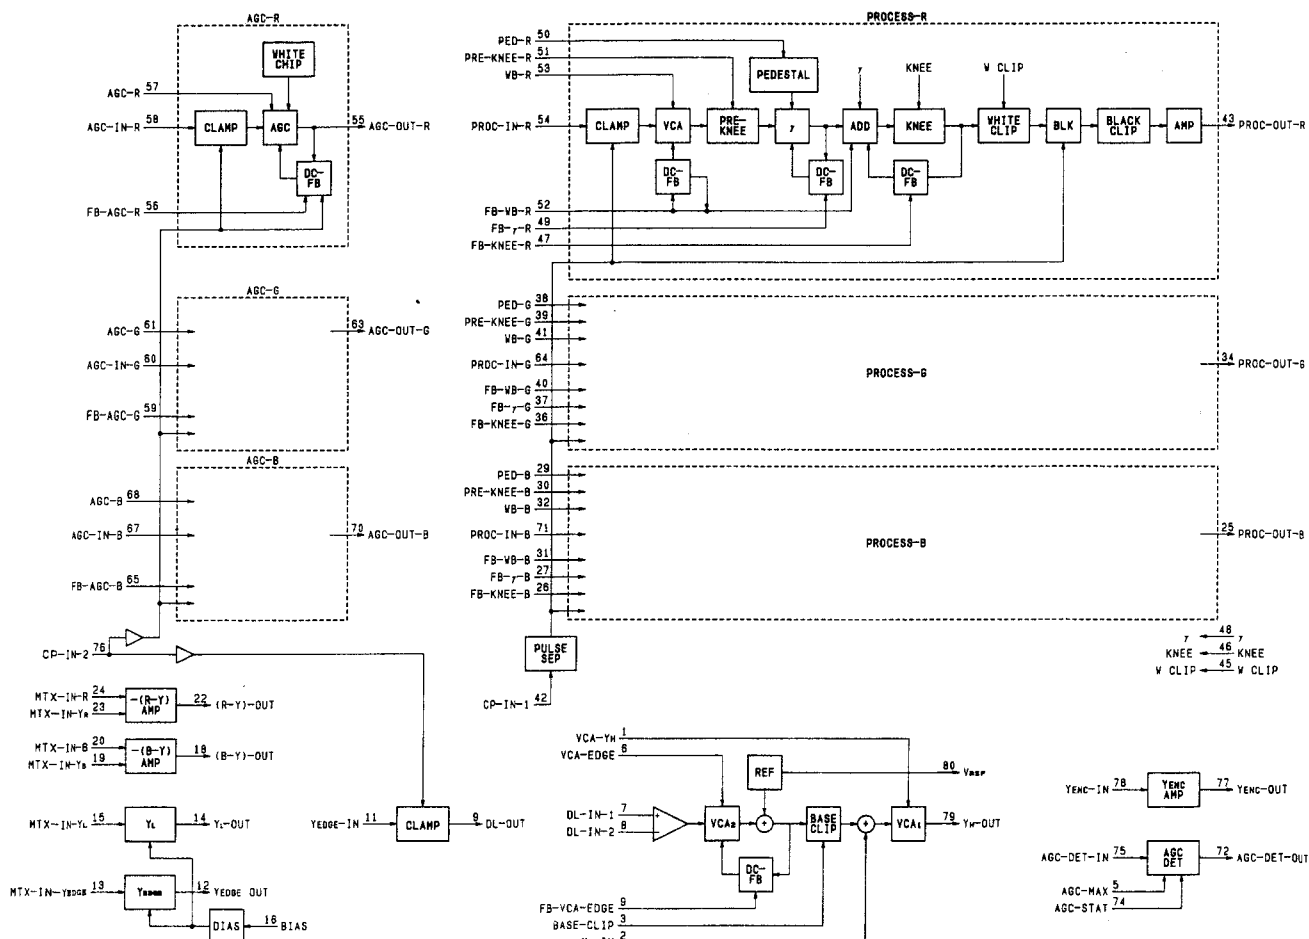 AGC-R
WHITE
CHIP
AGC-R 57
AGC-IN-R 58
CLAMP
AGC
55 AGC-OUT-R
DC-
FB
FB-AGC-R 56
AGC-G
AGC-G 61
63 AGC-OUT-G
AGC-IN-G 60
FB-AGC-G 59
AGC-B
AGC-B 68
AGC-IN-B 67
70 AGC-OUT-B
FB-AGC-B 65
CP-IN-2 76
PROCESS-R
PED-R 50
PRE-KNEE-R 51
WB-R 53
PEDESTAL
γ
KNEE
W CLIP
PROC-IN-R 54
CLAMP
VCA
PRE-
KNEE
γ
ADD
KNEE
WHITE
CLIP
BLK
BLACK
CLIP
AMP
43 PROC-OUT-R
DC-
FB
DC-
FB
DC-
FB
FB-WB-R 52
FB-γ-R 49
FB-KNEE-R 47
PED-G 38
PRE-KNEE-G 39
WB-G 41
PROC-IN-G 64
PROCESS-G
34 PROC-OUT-G
FB-WB-G 40
FB-γ-G 37
FB-KNEE-G 36
PED-B 29
PRE-KNEE-B 30
WB-B 32
PROC-IN-B 71
PROCESS-B
25 PROC-OUT-B
FB-WB-B 31
FB-γ-B 27
FB-KNEE-B 26
PULSE
SEP
CP-IN-1 42
γ 48 γ
KNEE 46 KNEE
W CLIP 45 W CLIP
MTX-IN-R 24
MTX-IN-YR 23
-(R-Y)
AMP
22 (R-Y)-OUT
MTX-IN-B 20
MTX-IN-YB 19
-(B-Y)
AMP
18 (B-Y)-OUT
MTX-IN-YL 15
YL
14 YL-OUT
MTX-IN-YEDGE 13
YEDGE
12 YEDGE OUT
DIAS
16 BIAS
YEDGE-IN 11
CLAMP
9 DL-OUT
VCA-YH 1
VCA-EDGE 6
REF
80 VREF
DL-IN-1 7
DL-IN-2 8
+
-
VCA2
+
BASE
CLIP
+
VCA1
79 YH-OUT
DC-
FB
FB-VCA-EDGE 9
BASE-CLIP 3
2
YENC-IN 78
YENC
AMP
77 YENC-OUT
AGC-DET-IN 75
AGC
DET
72 AGC-DET-OUT
AGC-MAX 5
AGC-STAT 74